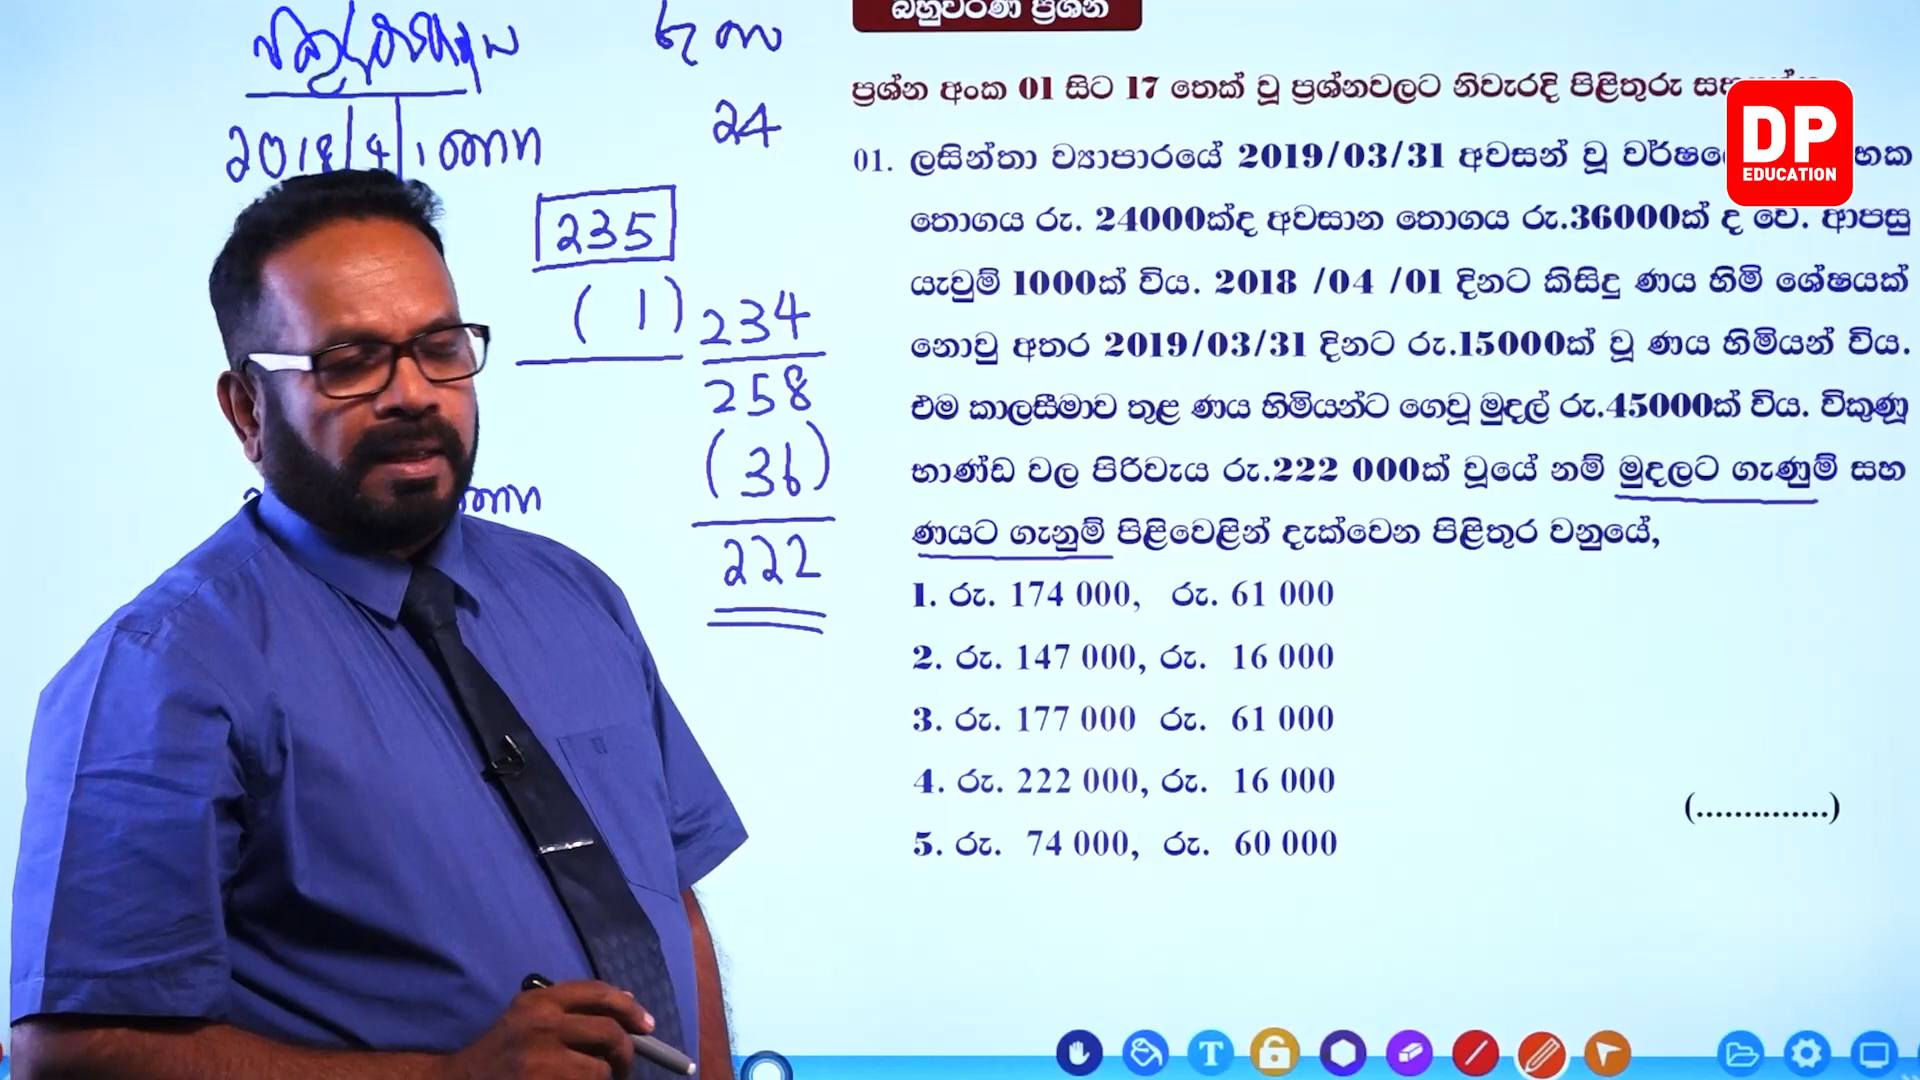 බහුවරණ ප්‍රශ්න
ප්‍රශ්න අංක 01 සිට 17 තෙක් වූ ප්‍රශ්නවලට නිවැරදි පිළිතුරු
DP
EDUCATION
01. ලසින්තා ව්‍යාපාරයේ 2019/03/31 අවසන් වූ
තොගය රු. 24000ක්ද අවසාන තොගය රු.36000ක් ද වේ. ආපසු
යැවුම් 1000ක් විය. 2018 /04 /01 දිනට කිසිදු ණය හිමි ශේෂයක්
නොවු අතර 2019/03/31 දිනට රු.15000ක් වූ ණය හිමියන් විය.
එම කාලසීමාව තුළ ණය හිමියන්ට ගෙවූ මුදල් රු.45000ක් විය. විකුණූ
භාණ්ඩ වල පිරිවැය රු.222 000ක් වූයේ නම් මුදලට ගැණුම් සහ
ණයට ගැනුම් පිළිවෙළින් දැක්වෙන පිළිතුර වනුයේ,
1. රු. 174 000, රු. 61 000
2. රු. 147 000, රු. 16 000
3. රු. 177 000 රු. 61 000
4. රු. 222 000, රු. 16 000
5. රු. 74 000, රු. 60 000
(..............)
2018/4/1
24
235
(1) 234
258
(36)
222